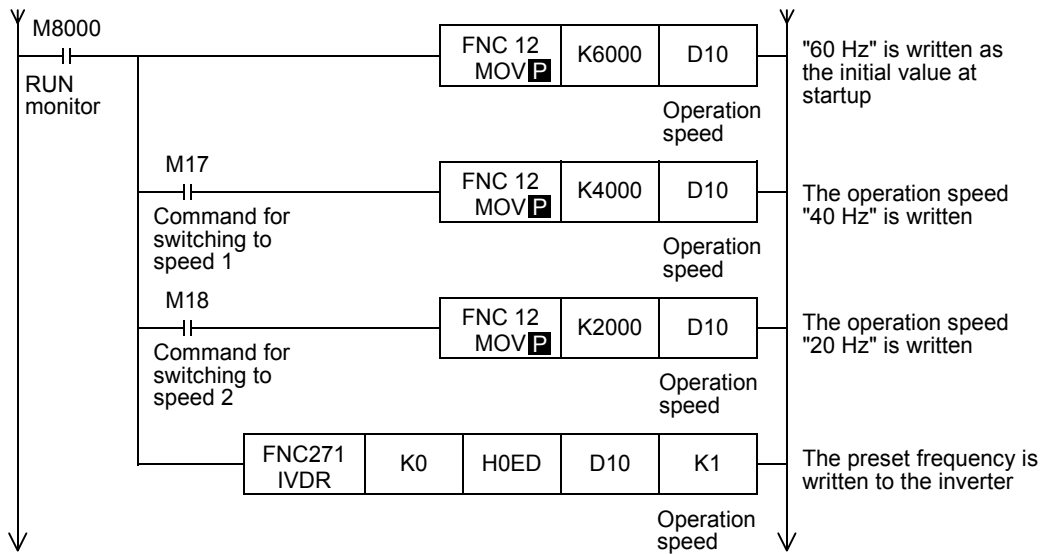 M8000
RUN
monitor
FNC 12
MOV P
K6000
D10
Operation
speed
"60 Hz" is written as
the initial value at
startup
M17
Command for
switching to
speed 1
FNC 12
MOV P
K4000
D10
Operation
speed
The operation speed
"40 Hz" is written
M18
Command for
switching to
speed 2
FNC 12
MOV P
K2000
D10
Operation
speed
The operation speed
"20 Hz" is written
FNC271
IVDR
K0
H0ED
D10
K1
Operation
speed
The preset frequency is
written to the inverter